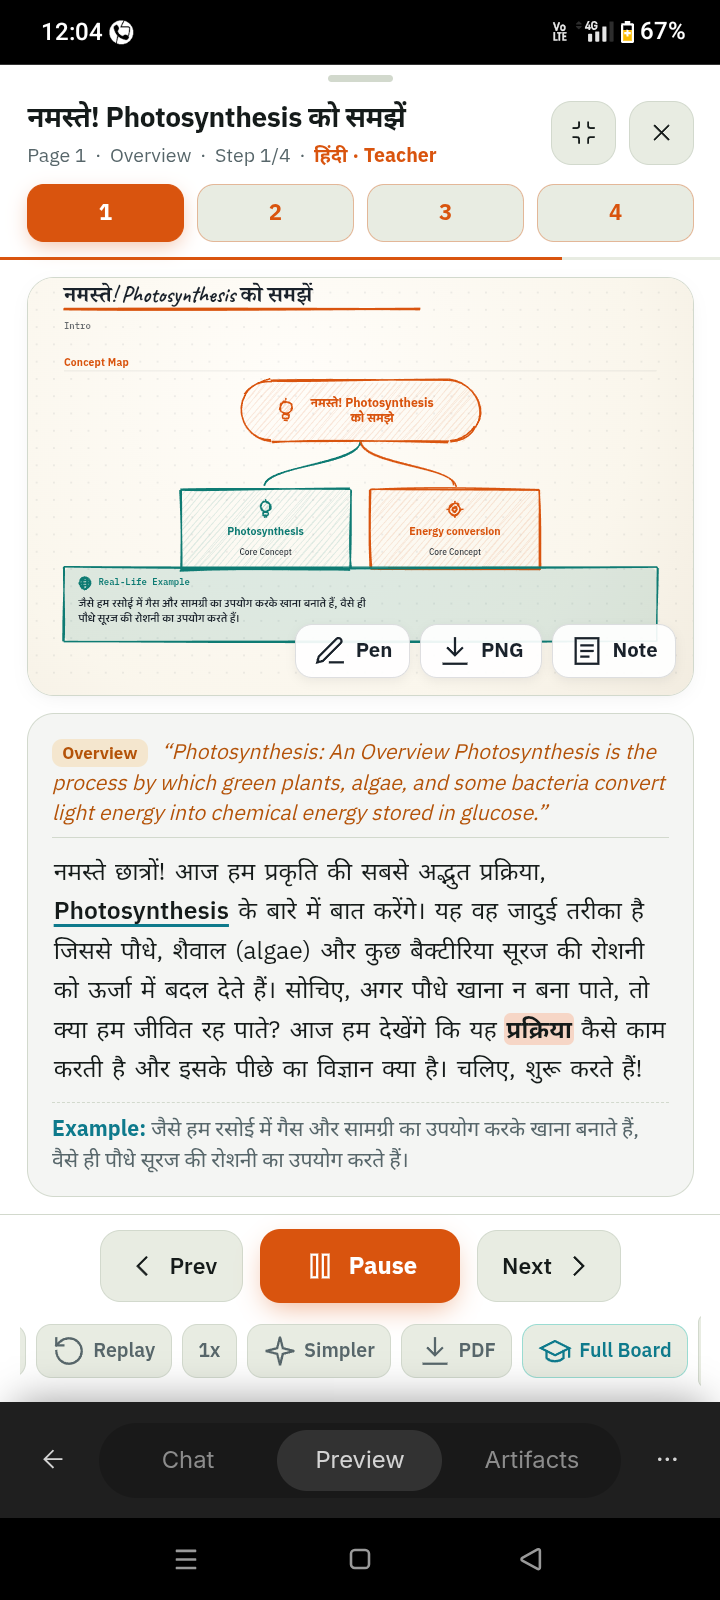 12:04
Vo LTE 4G 67%
नमस्ते! Photosynthesis को समझें
Page 1 · Overview · Step 1/4 · हिंदी · Teacher
1 2 3 4
नमस्ते! Photosynthesis को समझें
Intro
Concept Map
नमस्ते! Photosynthesis
को समझे
Photosynthesis
Core Concept
Energy conversion
Core Concept
Real-Life Example
जैसे हम रसोई में गैस और सामग्री का उपयोग करके खाना बनाते हैं, वैसे ही
पौधे सूरज की रोशनी का उपयोग करते हैं।
Pen PNG Note
Overview “Photosynthesis: An Overview Photosynthesis is the
process by which green plants, algae, and some bacteria convert
light energy into chemical energy stored in glucose.”
नमस्ते छात्रों! आज हम प्रकृति की सबसे अद्भुत प्रक्रिया,
Photosynthesis के बारे में बात करेंगे। यह वह जादुई तरीका है
जिससे पौधे, शैवाल (algae) और कुछ बैक्टीरिया सूरज की रोशनी
को ऊर्जा में बदल देते हैं। सोचिए, अगर पौधे खाना न बना पाते, तो
क्या हम जीवित रह पाते? आज हम देखेंगे कि यह प्रक्रिया कैसे काम
करती है और इसके पीछे का विज्ञान क्या है। चलिए, शुरू करते हैं!
Example: जैसे हम रसोई में गैस और सामग्री का उपयोग करके खाना बनाते हैं,
वैसे ही पौधे सूरज की रोशनी का उपयोग करते हैं।
Prev Pause Next
Replay 1x Simpler PDF Full Board
Chat Preview Artifacts